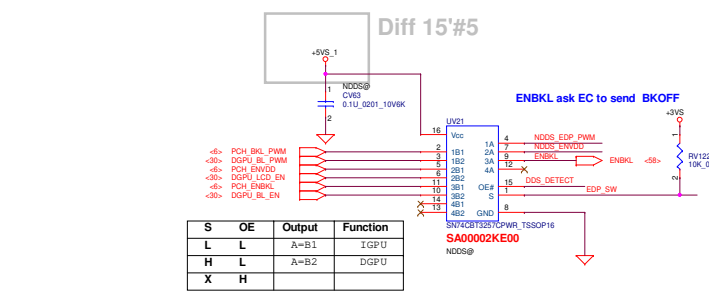 Diff 15'#5
+5VS_1
NDDS@
CV63
0.1U_0201_10V6K
1
2
ENBKL ask EC to send BKOFF
+3VS
RV122
10K_0
1
2
UV21
16 Vcc
1A 4 NDDS_EDP_PWM
2A 7 NDDS_ENVDD
3A 9 ENBKL ENBKL <58>
4A 12
<6> PCH_BKL_PWM 2 1B1
<30> DGPU_BL_PWM 3 1B2
<6> PCH_ENVDD 5 2B1
<30> DGPU_LCD_EN 6 2B2
<6> PCH_ENBKL 11 3B1
<30> DGPU_BL_EN 10 3B2
14 4B1
13 4B2
OE# 15 DDS_DETECT
S 1 EDP_SW
GND 8
SN74CBT3257CPWR_TSSOP16
SA00002KE00
NDDS@
S OE Output Function
L L A=B1 IGPU
H L A=B2 DGPU
X H